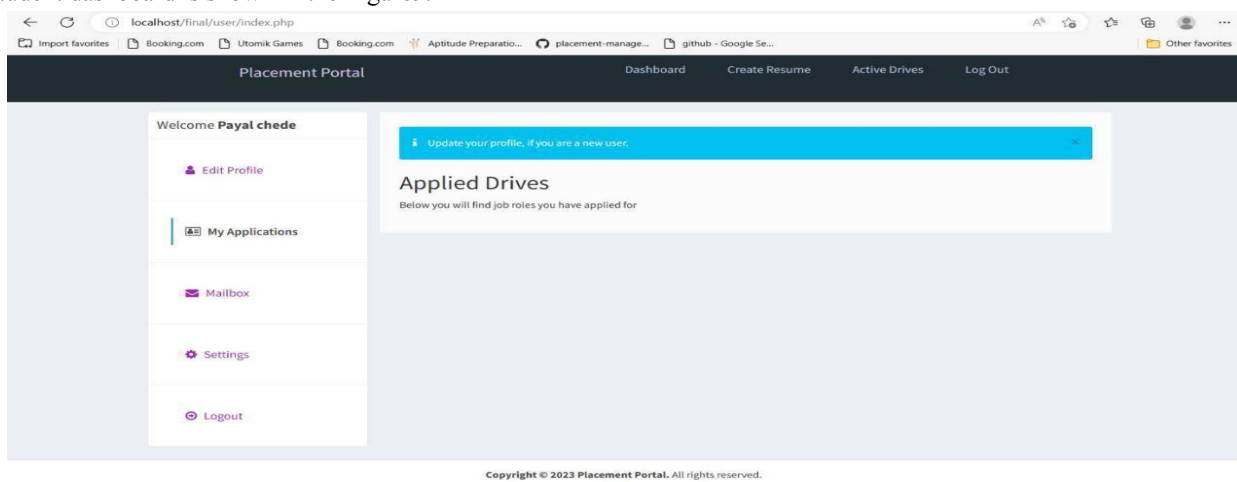 localhost/final/user/index.php
Import favorites Booking.com Utomik Games Booking.com Aptitude Preparatio... placement-manage... github - Google Se... Other favorites
Placement Portal Dashboard Create Resume Active Drives Log Out
Welcome Payal chede
Update your profile, if you are a new user.
Edit Profile
Applied Drives
Below you will find job roles you have applied for
My Applications
Mailbox
Settings
Logout
Copyright © 2023 Placement Portal. All rights reserved.